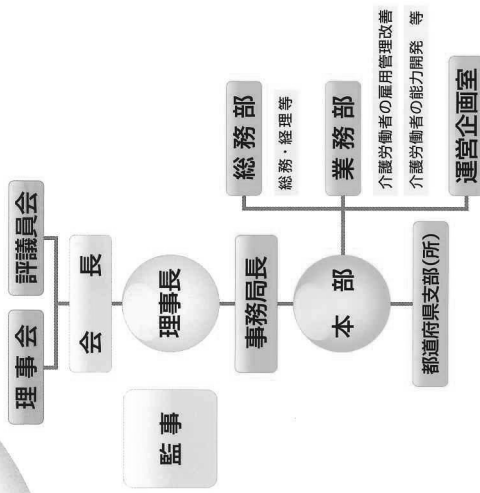 理事会
評議員会
会長
理事長
監事
事務局長
本部
都道府県支部(所)
総務部
総務・経理等
業務部
介護労働者の雇用管理改善
介護労働者の能力開発 等
運営企画室